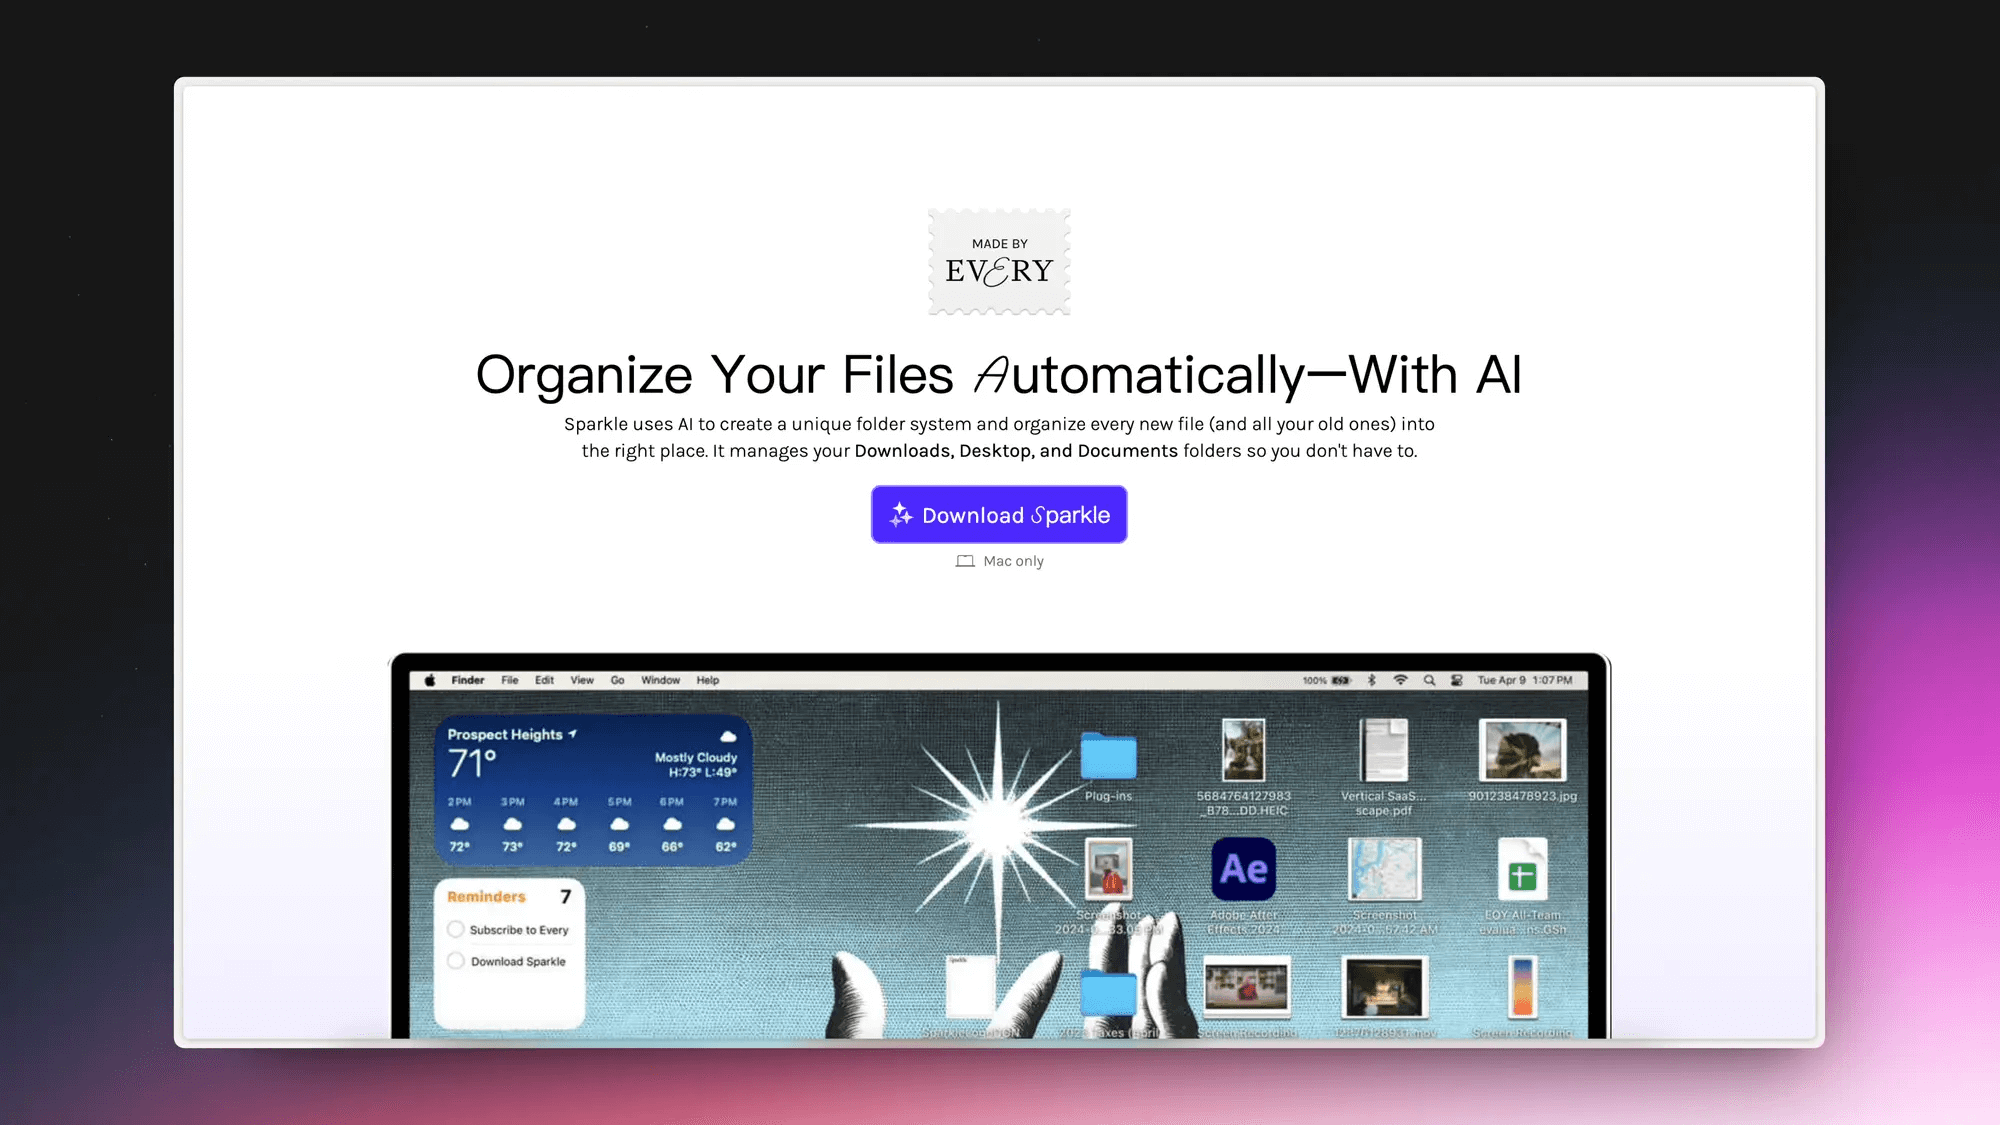 MADE BY
EVERY
Organize Your Files Automatically—With AI
Sparkle uses AI to create a unique folder system and organize every new file (and all your old ones) into
the right place. It manages your Downloads, Desktop, and Documents folders so you don't have to.
Download Sparkle
Mac only
Finder File Edit View Go Window Help
100% Tue Apr 9 1:07 PM
Prospect Heights
71°
Mostly Cloudy
H:73° L:49°
2PM 3PM 4PM 5PM 6PM 7PM
72° 73° 72° 69° 66° 62°
Reminders 7
Subscribe to Every
Download Sparkle
Plug-ins
5684764127983
_B78...DD.HEIC
Vertical SaaS...
scape.pdf
901238478923.jpg
Screenshot
2024-0...33.05 PM
Ae
Adobe After
Effects 2024
Screenshot
2024-0...57.42 AM
EOY All-Team
evalua...ns.GSh
Sparkle
Taxes (April
Screen Recording
Screen Recording